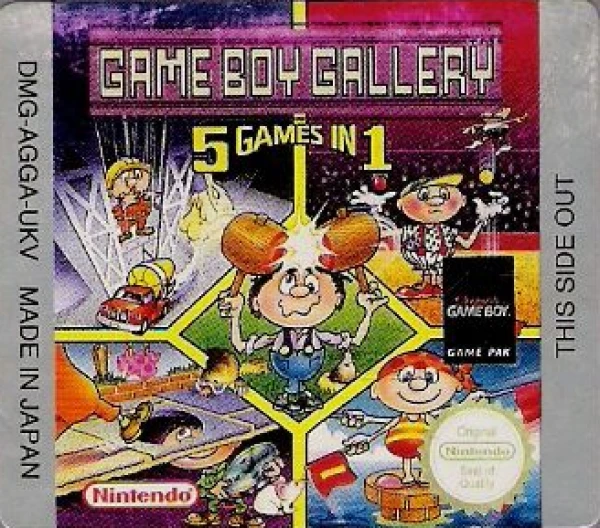 GAME BOY GALLERY
5 GAMES IN 1
DMG-AGGA-UKV MADE IN JAPAN
THIS SIDE OUT
Nintendo
GAME BOY
GAME PAK
Original
Nintendo
Seal of
Quality
Nintendo